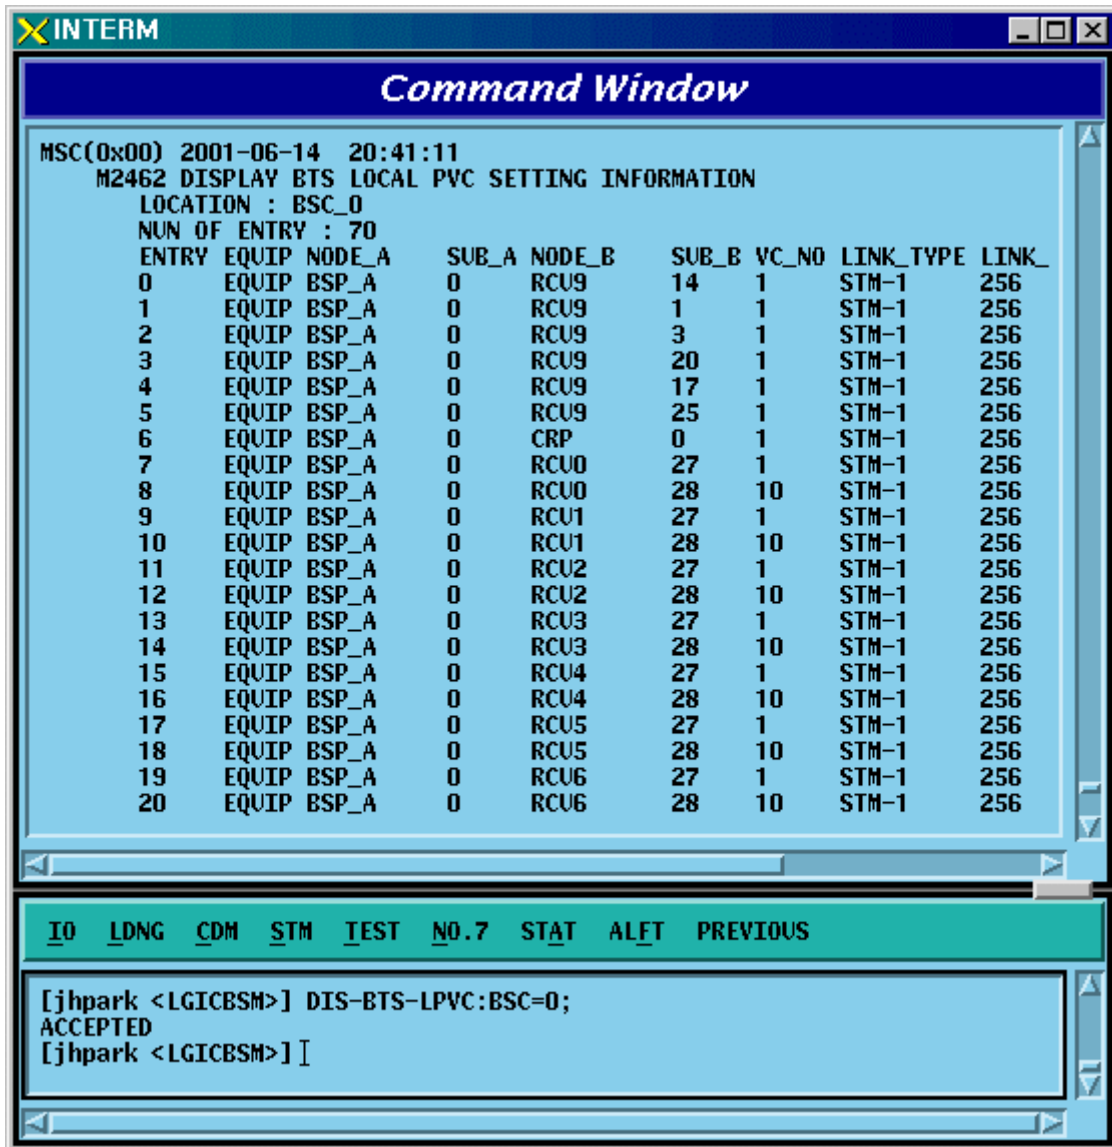 INTERM
Command Window
MSC(0x00) 2001-06-14 20:41:11
M2462 DISPLAY BTS LOCAL PVC SETTING INFORMATION
LOCATION : BSC_0
NUN OF ENTRY : 70
ENTRY EQUIP NODE_A SUB_A NODE_B SUB_B VC_NO LINK_TYPE LINK_
0 EQUIP BSP_A 0 RCU9 14 1 STM-1 256
1 EQUIP BSP_A 0 RCU9 1 1 STM-1 256
2 EQUIP BSP_A 0 RCU9 3 1 STM-1 256
3 EQUIP BSP_A 0 RCU9 20 1 STM-1 256
4 EQUIP BSP_A 0 RCU9 17 1 STM-1 256
5 EQUIP BSP_A 0 RCU9 25 1 STM-1 256
6 EQUIP BSP_A 0 CRP 0 1 STM-1 256
7 EQUIP BSP_A 0 RCU0 27 1 STM-1 256
8 EQUIP BSP_A 0 RCU0 28 10 STM-1 256
9 EQUIP BSP_A 0 RCU1 27 1 STM-1 256
10 EQUIP BSP_A 0 RCU1 28 10 STM-1 256
11 EQUIP BSP_A 0 RCU2 27 1 STM-1 256
12 EQUIP BSP_A 0 RCU2 28 10 STM-1 256
13 EQUIP BSP_A 0 RCU3 27 1 STM-1 256
14 EQUIP BSP_A 0 RCU3 28 10 STM-1 256
15 EQUIP BSP_A 0 RCU4 27 1 STM-1 256
16 EQUIP BSP_A 0 RCU4 28 10 STM-1 256
17 EQUIP BSP_A 0 RCU5 27 1 STM-1 256
18 EQUIP BSP_A 0 RCU5 28 10 STM-1 256
19 EQUIP BSP_A 0 RCU6 27 1 STM-1 256
20 EQUIP BSP_A 0 RCU6 28 10 STM-1 256
IO LDNG CDM STM TEST NO.7 STAT ALFT PREVIOUS
[jhpark <LGICBSM>] DIS-BTS-LPVC:BSC=0;
ACCEPTED
[jhpark <LGICBSM>]